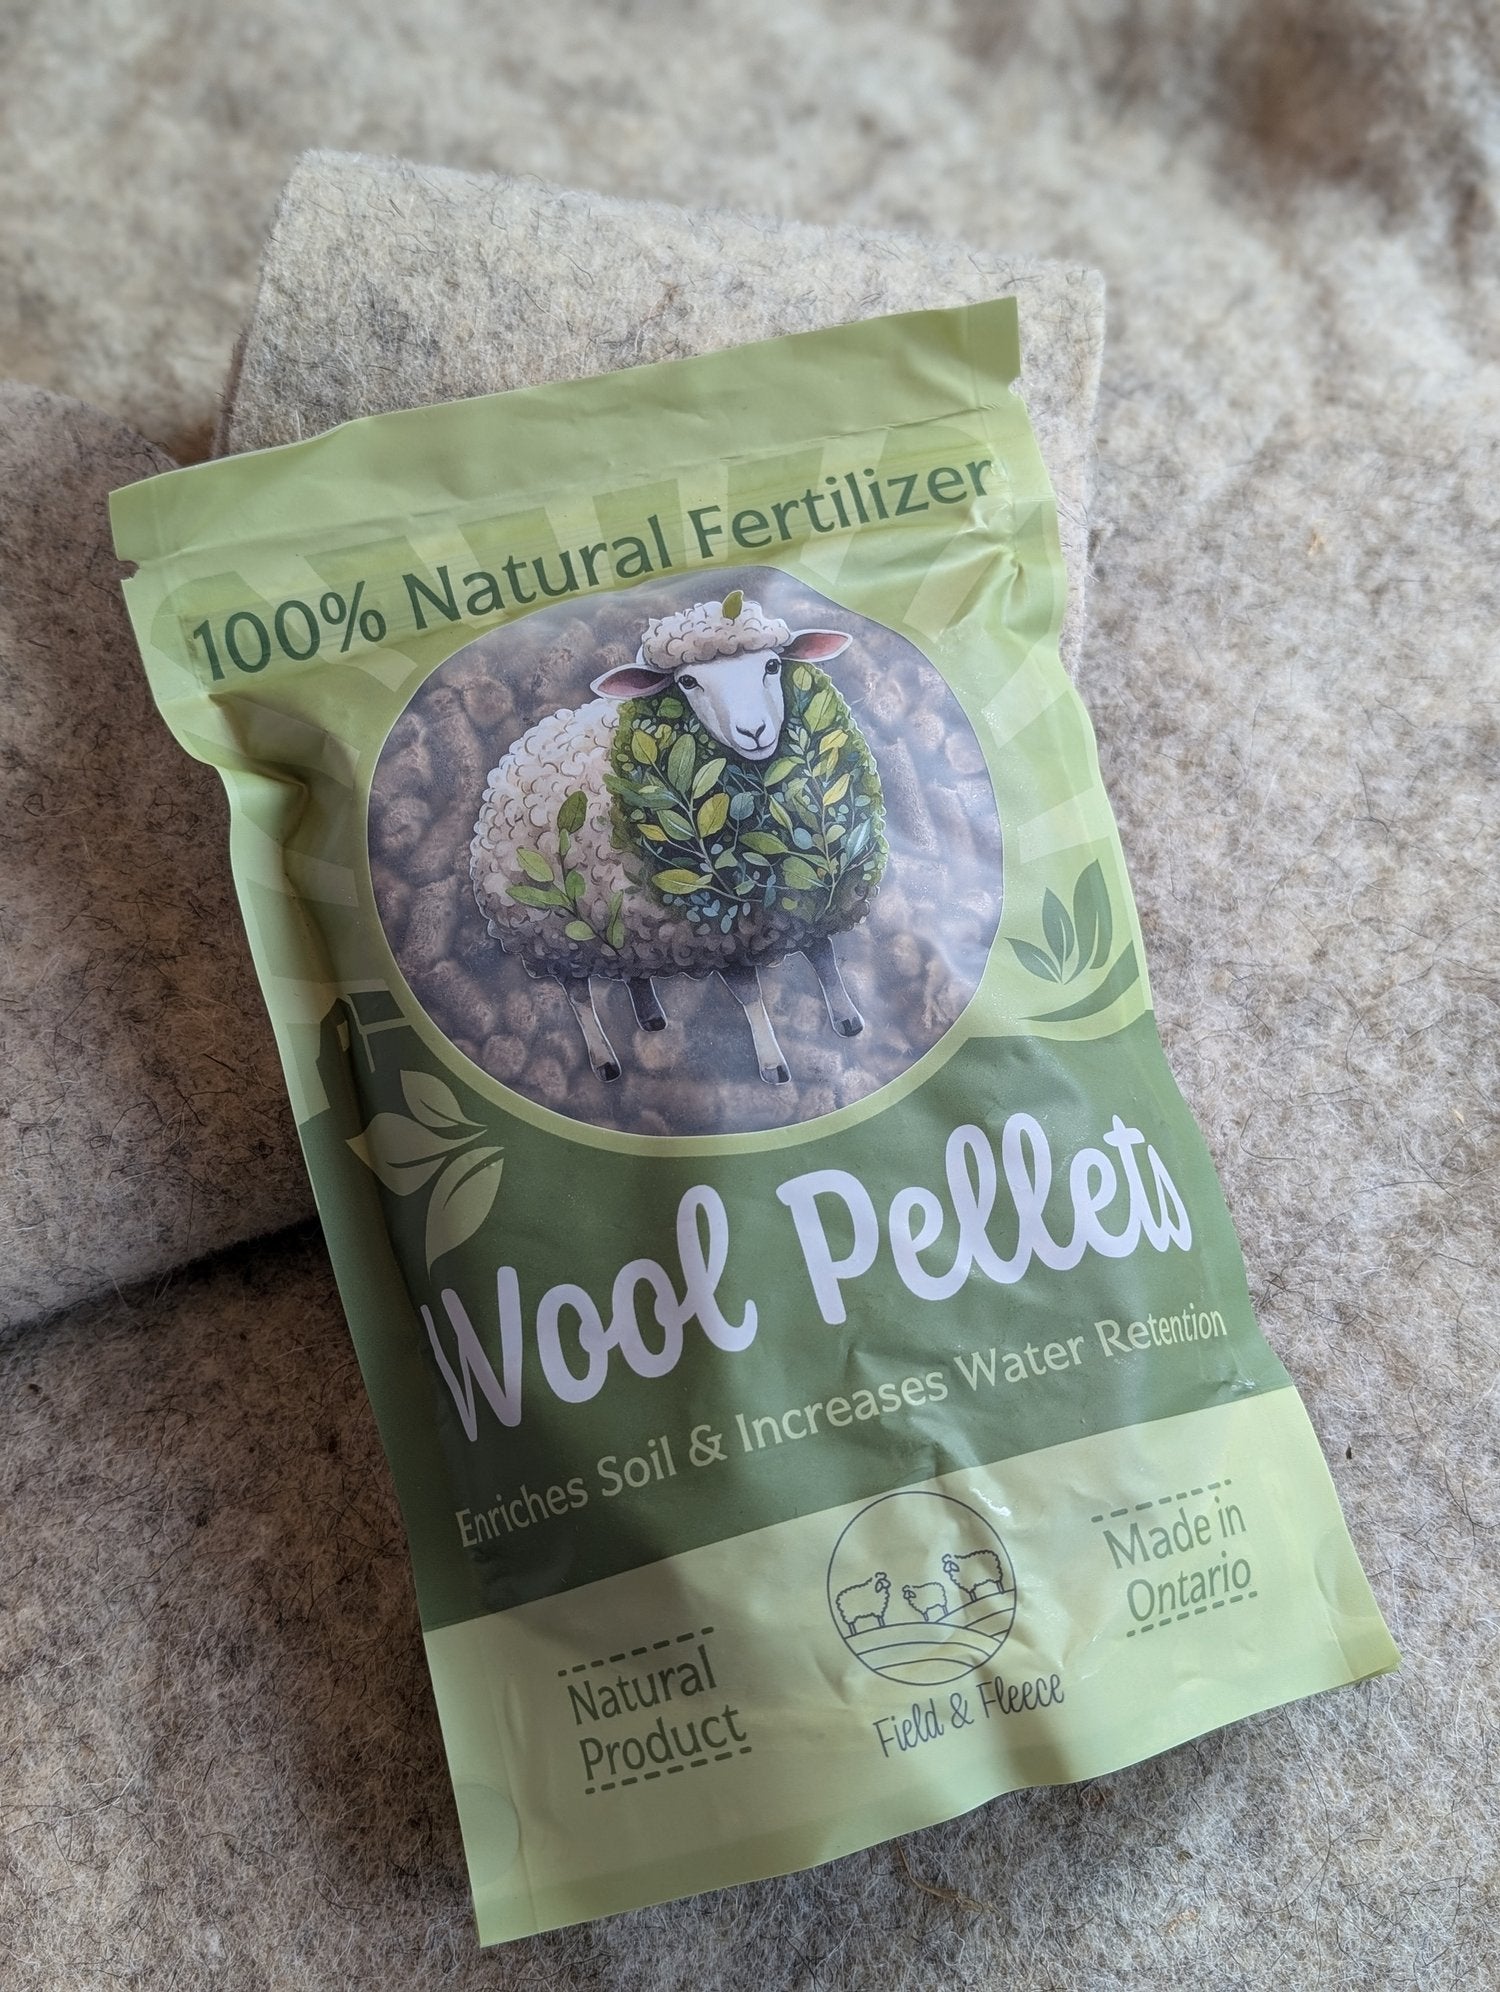 100% Natural Fertilizer
Wool Pellets
Enriches Soil & Increases Water Retention
Natural
Product
Field & Fleece
Made in
Ontario